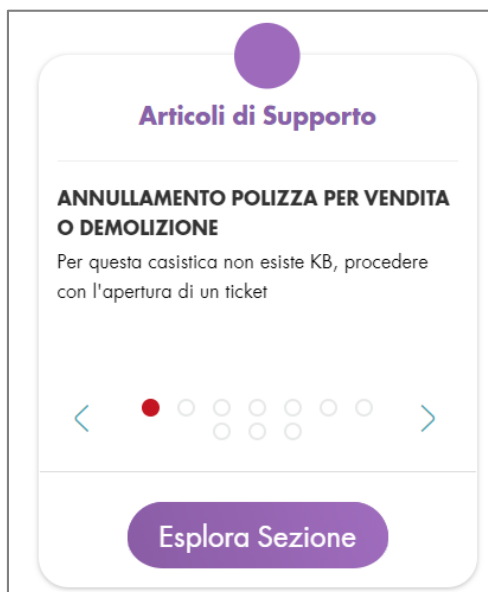 Articoli di Supporto
ANNULLAMENTO POLIZZA PER VENDITA
O DEMOLIZIONE
Per questa casistica non esiste KB, procedere
con l'apertura di un ticket
Esplora Sezione